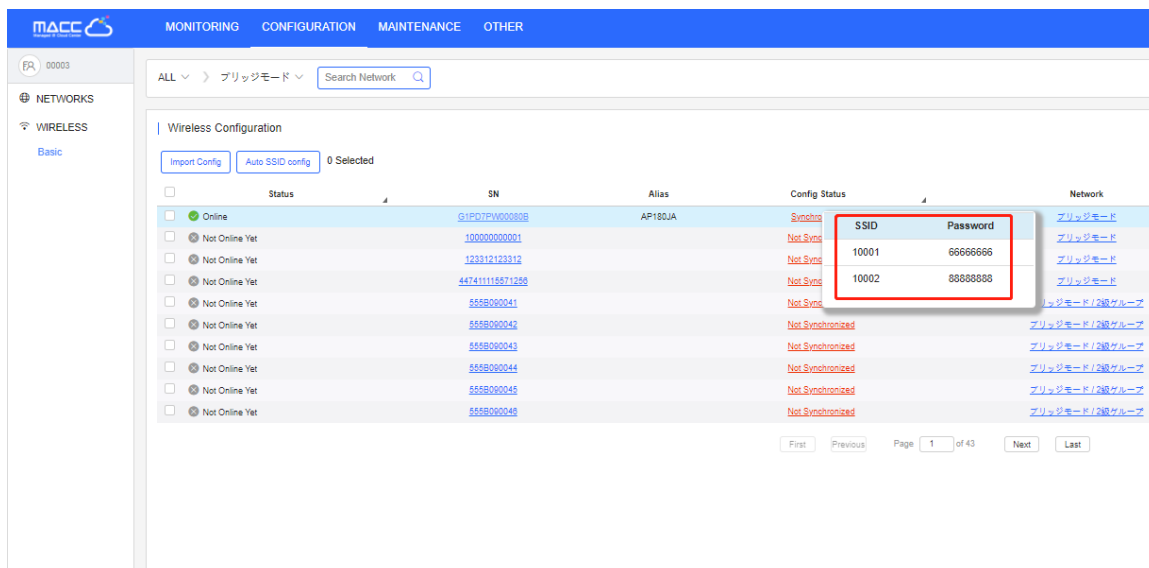 MACC
MONITORING CONFIGURATION MAINTENANCE OTHER
00003
ALL ブリッジモード Search Network
NETWORKS
WIRELESS
Basic
Wireless Configuration
Import Config Auto SSID config 0 Selected
Status SN Alias Config Status Network
Online G1PD7PW00080B AP180JA Synchro ブリッジモード
Not Online Yet 100000000001 Not Sync ブリッジモード
Not Online Yet 123312123312 Not Sync ブリッジモード
Not Online Yet 447411115571256 Not Sync ブリッジモード
Not Online Yet 555B090041 Not Sync ブリッジモード / 2級グループ
Not Online Yet 555B090042 Not Synchronized ブリッジモード / 2級グループ
Not Online Yet 555B090043 Not Synchronized ブリッジモード / 2級グループ
Not Online Yet 555B090044 Not Synchronized ブリッジモード / 2級グループ
Not Online Yet 555B090045 Not Synchronized ブリッジモード / 2級グループ
Not Online Yet 555B090046 Not Synchronized ブリッジモード / 2級グループ
SSID Password
10001 66666666
10002 88888888
First Previous Page 1 of 43 Next Last